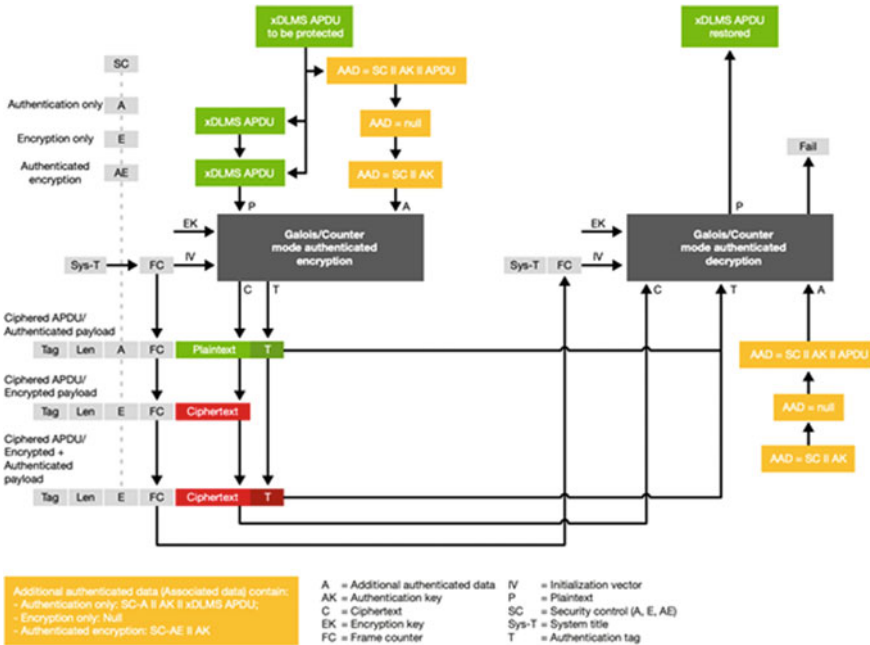 xDLMS APDU
to be protected
xDLMS APDU
restored
SC
AAD = SC II AK II APDU
Authentication only
A
xDLMS APDU
AAD = null
Encryption only
E
Fail
Authenticated
encryption
AE
xDLMS APDU
AAD = SC II AK
P
A
P
EK
Galois/Counter
mode authenticated
encryption
EK
Galois/Counter
mode authenticated
decryption
Sys-T
FC
IV
Sys-T
FC
IV
C
T
C
T
A
Ciphered APDU/
Authenticated payload
Tag
Len
A
FC
Plaintext
T
AAD = SC II AK II APDU
Ciphered APDU/
Encrypted payload
Tag
Len
E
FC
Ciphertext
AAD = null
Ciphered APDU/
Encrypted +
Authenticated
payload
AAD = SC II AK
Tag
Len
E
FC
Ciphertext
T
Additional authenticated data (Associated data) contain:
- Authentication only: SC-A II AK II xDLMS APDU;
- Encryption only: Null
- Authenticated encryption: SC-AE II AK
A = Additional authenticated data
AK = Authentication key
C = Ciphertext
EK = Encryption key
FC = Frame counter
IV = Initialization vector
P = Plaintext
SC = Security control (A, E, AE)
Sys-T = System title
T = Authentication tag